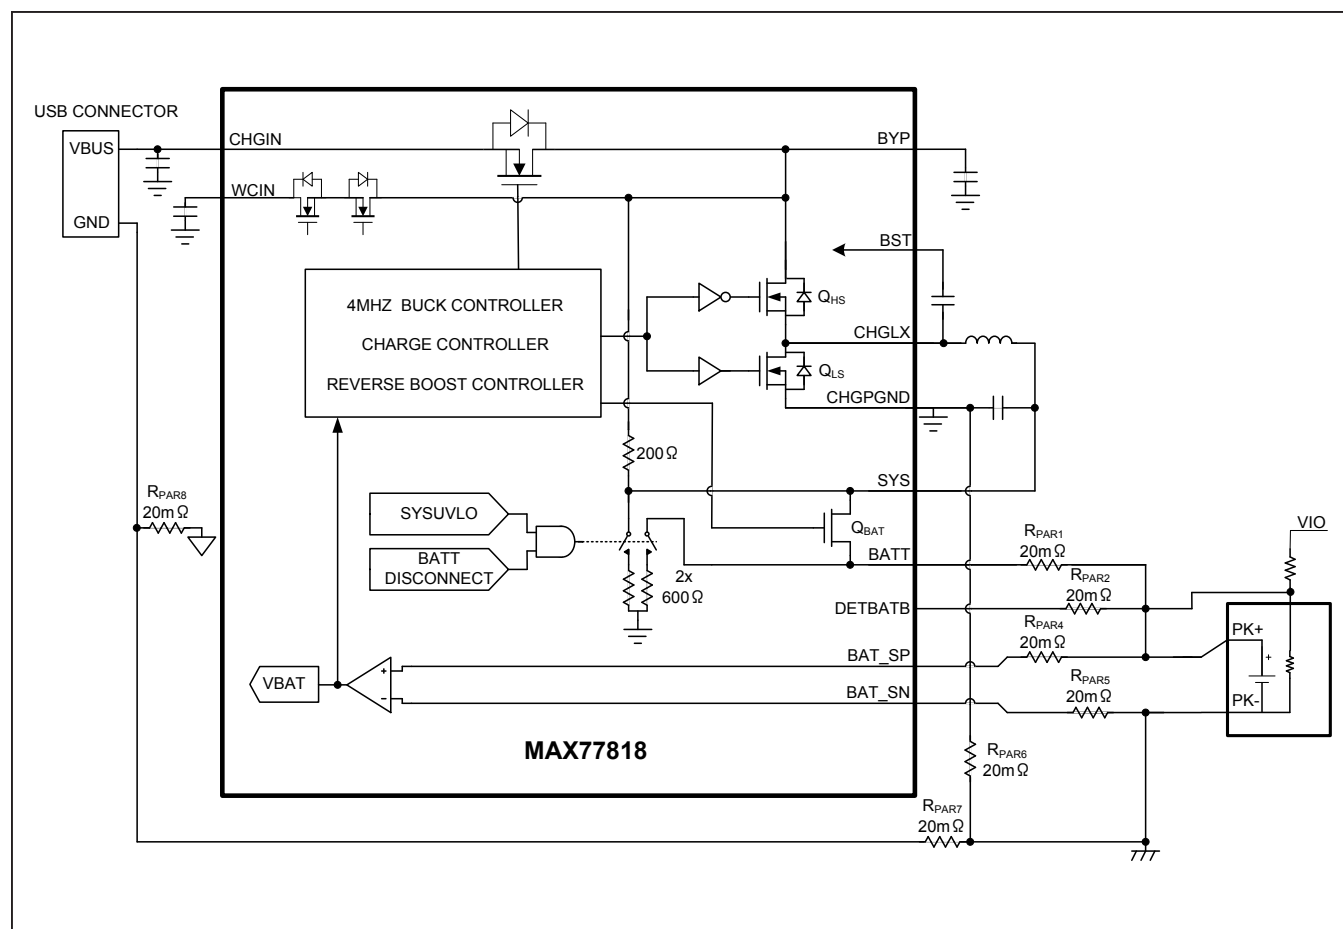 USB CONNECTOR
VBUS
GND
CHGIN
WCIN
BYP
BST
4MHZ BUCK CONTROLLER
CHARGE CONTROLLER
REVERSE BOOST CONTROLLER
QHS
CHGLX
QLS
CHGPGND
200Ω
SYS
RPAR8
20mΩ
SYSUVLO
BATT
DISCONNECT
QBAT
BATT
2x
600Ω
DETBATB
RPAR1
20mΩ
RPAR2
20mΩ
VIO
RPAR4
20mΩ
PK+
+
BAT_SP
BAT_SN
RPAR5
20mΩ
PK-
VBAT
+
−
MAX77818
RPAR6
20mΩ
RPAR7
20mΩ